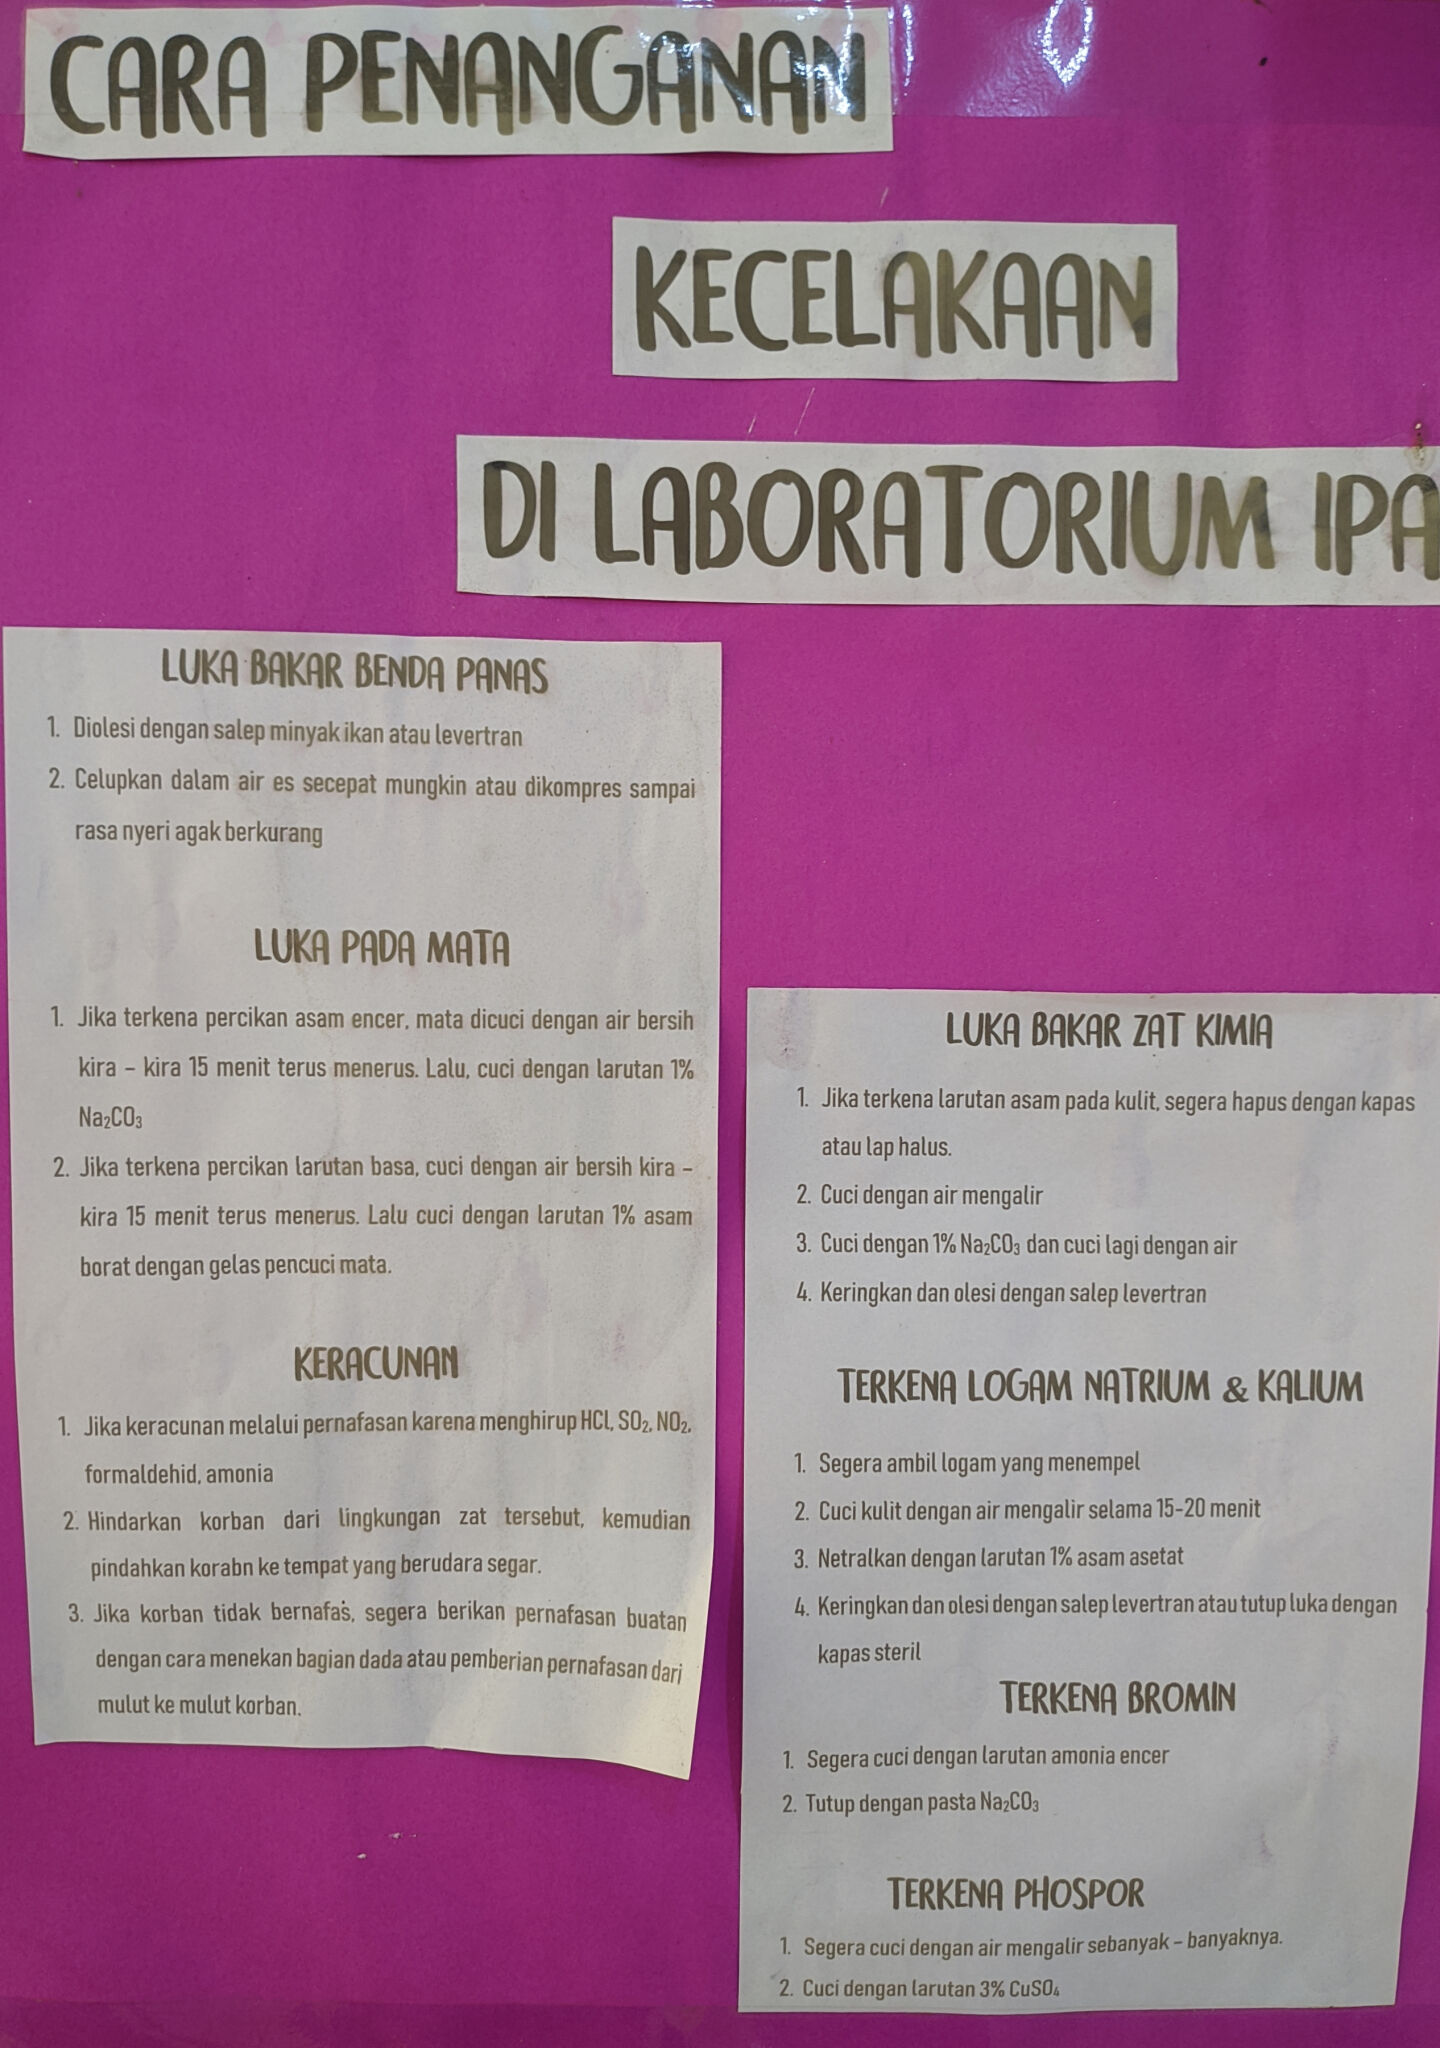 CARA PENANGANAN
KECELAKAAN
DI LABORATORIUM IPA
LUKA BAKAR BENDA PANAS
1. Diolesi dengan salep minyak ikan atau levertran
2. Celupkan dalam air es secepat mungkin atau dikompres sampai
rasa nyeri agak berkurang
LUKA PADA MATA
1. Jika terkena percikan asam encer, mata dicuci dengan air bersih
kira – kira 15 menit terus menerus. Lalu, cuci dengan larutan 1%
Na₂CO₃
2. Jika terkena percikan larutan basa, cuci dengan air bersih kira –
kira 15 menit terus menerus. Lalu cuci dengan larutan 1% asam
borat dengan gelas pencuci mata.
KERACUNAN
1. Jika keracunan melalui pernafasan karena menghirup HCl, SO₂, NO₂,
formaldehid, amonia
2. Hindarkan korban dari lingkungan zat tersebut, kemudian
pindahkan korabn ke tempat yang berudara segar.
3. Jika korban tidak bernafas, segera berikan pernafasan buatan
dengan cara menekan bagian dada atau pemberian pernafasan dari
mulut ke mulut korban.
LUKA BAKAR ZAT KIMIA
1. Jika terkena larutan asam pada kulit, segera hapus dengan kapas
atau lap halus.
2. Cuci dengan air mengalir
3. Cuci dengan 1% Na₂CO₃ dan cuci lagi dengan air
4. Keringkan dan olesi dengan salep levertran
TERKENA LOGAM NATRIUM & KALIUM
1. Segera ambil logam yang menempel
2. Cuci kulit dengan air mengalir selama 15-20 menit
3. Netralkan dengan larutan 1% asam asetat
4. Keringkan dan olesi dengan salep levertran atau tutup luka dengan
kapas steril
TERKENA BROMIN
1. Segera cuci dengan larutan amonia encer
2. Tutup dengan pasta Na₂CO₃
TERKENA PHOSPOR
1. Segera cuci dengan air mengalir sebanyak – banyaknya.
2. Cuci dengan larutan 3% CuSO₄